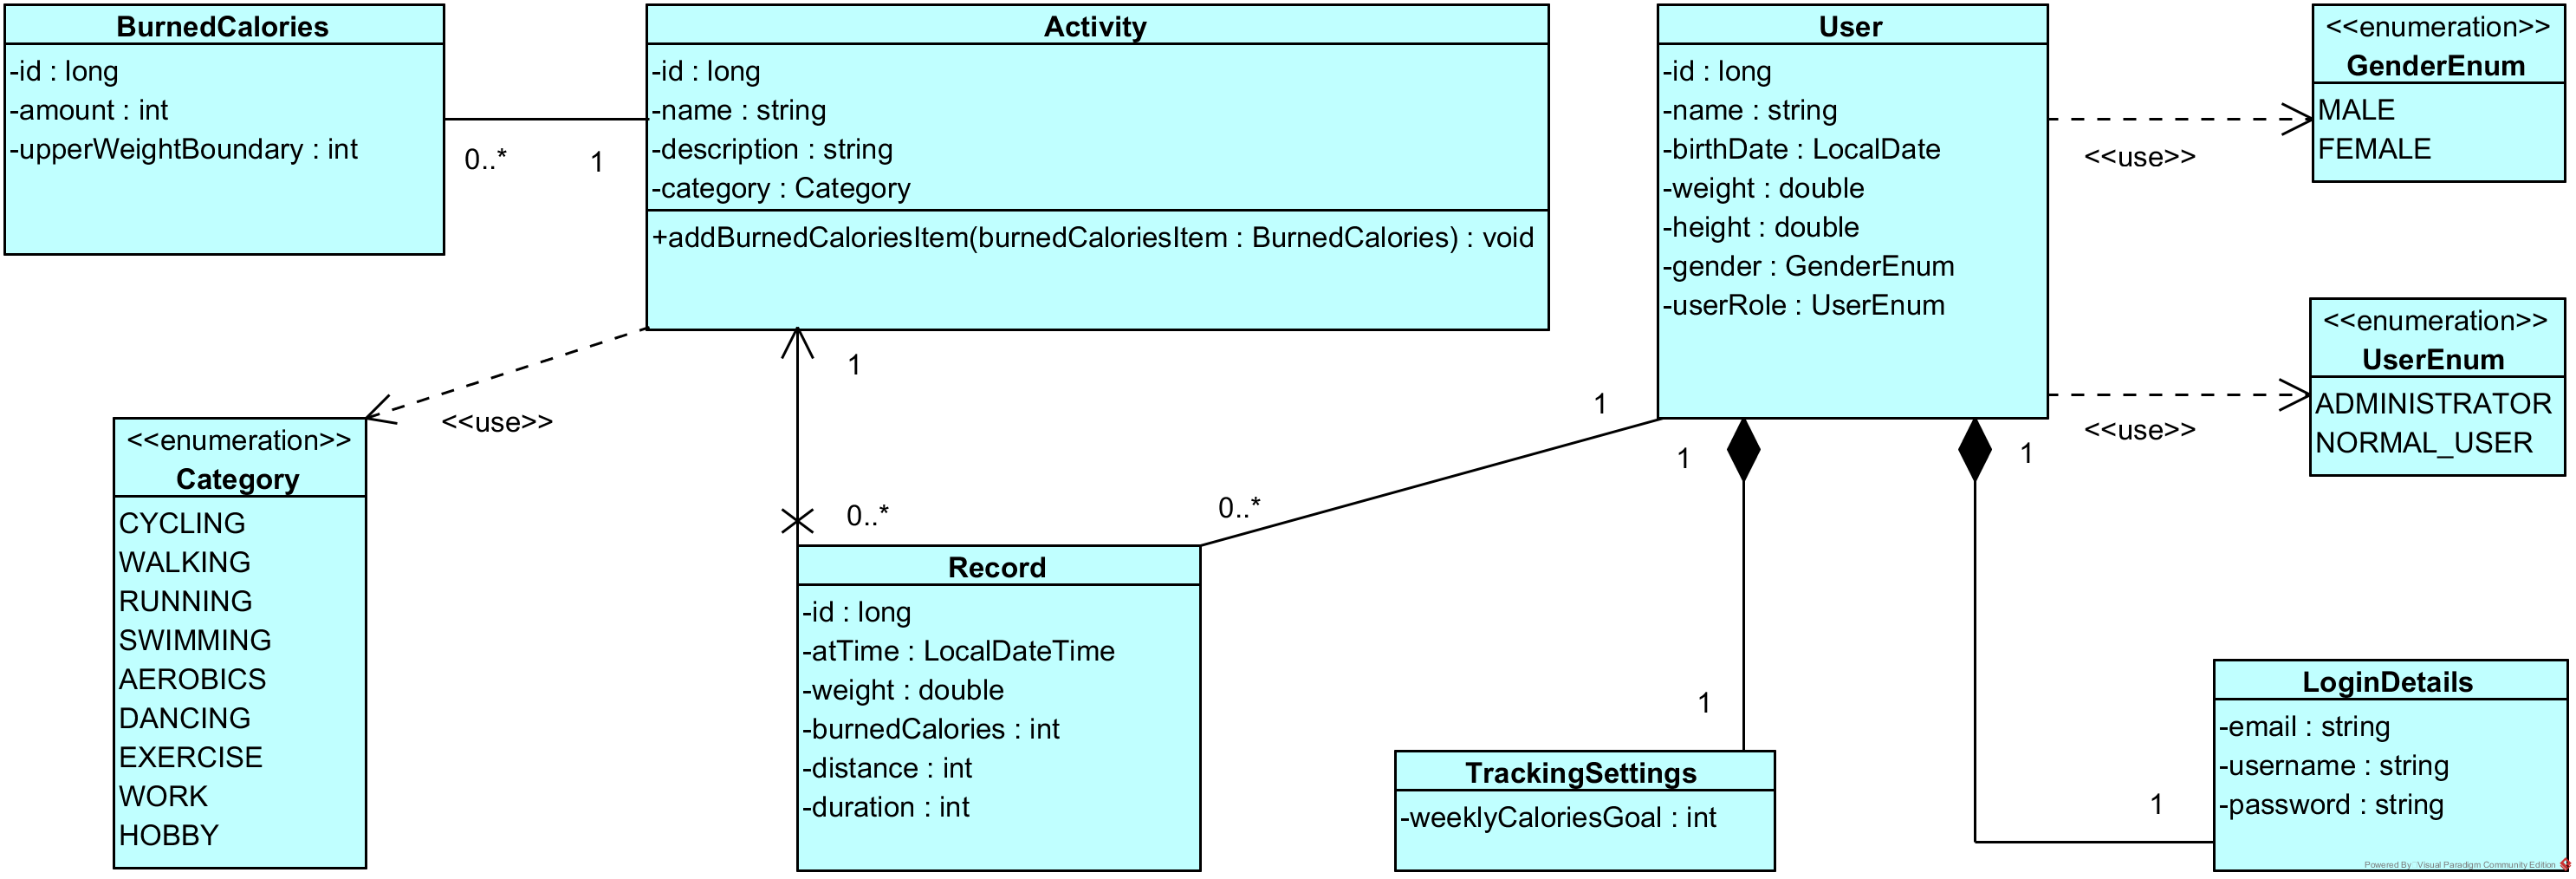 BurnedCalories
-id : long
-amount : int
-upperWeightBoundary : int
0..*
1
Activity
-id : long
-name : string
-description : string
-category : Category
+addBurnedCaloriesItem(burnedCaloriesItem : BurnedCalories) : void
User
-id : long
-name : string
-birthDate : LocalDate
-weight : double
-height : double
-gender : GenderEnum
-userRole : UserEnum
<<use>>
<<enumeration>>
GenderEnum
MALE
FEMALE
<<use>>
<<enumeration>>
UserEnum
ADMINISTRATOR
NORMAL_USER
<<use>>
<<enumeration>>
Category
CYCLING
WALKING
RUNNING
SWIMMING
AEROBICS
DANCING
EXERCISE
WORK
HOBBY
1
0..*
0..*
1
Record
-id : long
-atTime : LocalDateTime
-weight : double
-burnedCalories : int
-distance : int
-duration : int
1
1
TrackingSettings
-weeklyCaloriesGoal : int
1
1
LoginDetails
-email : string
-username : string
-password : string
Powered By Visual Paradigm Community Edition